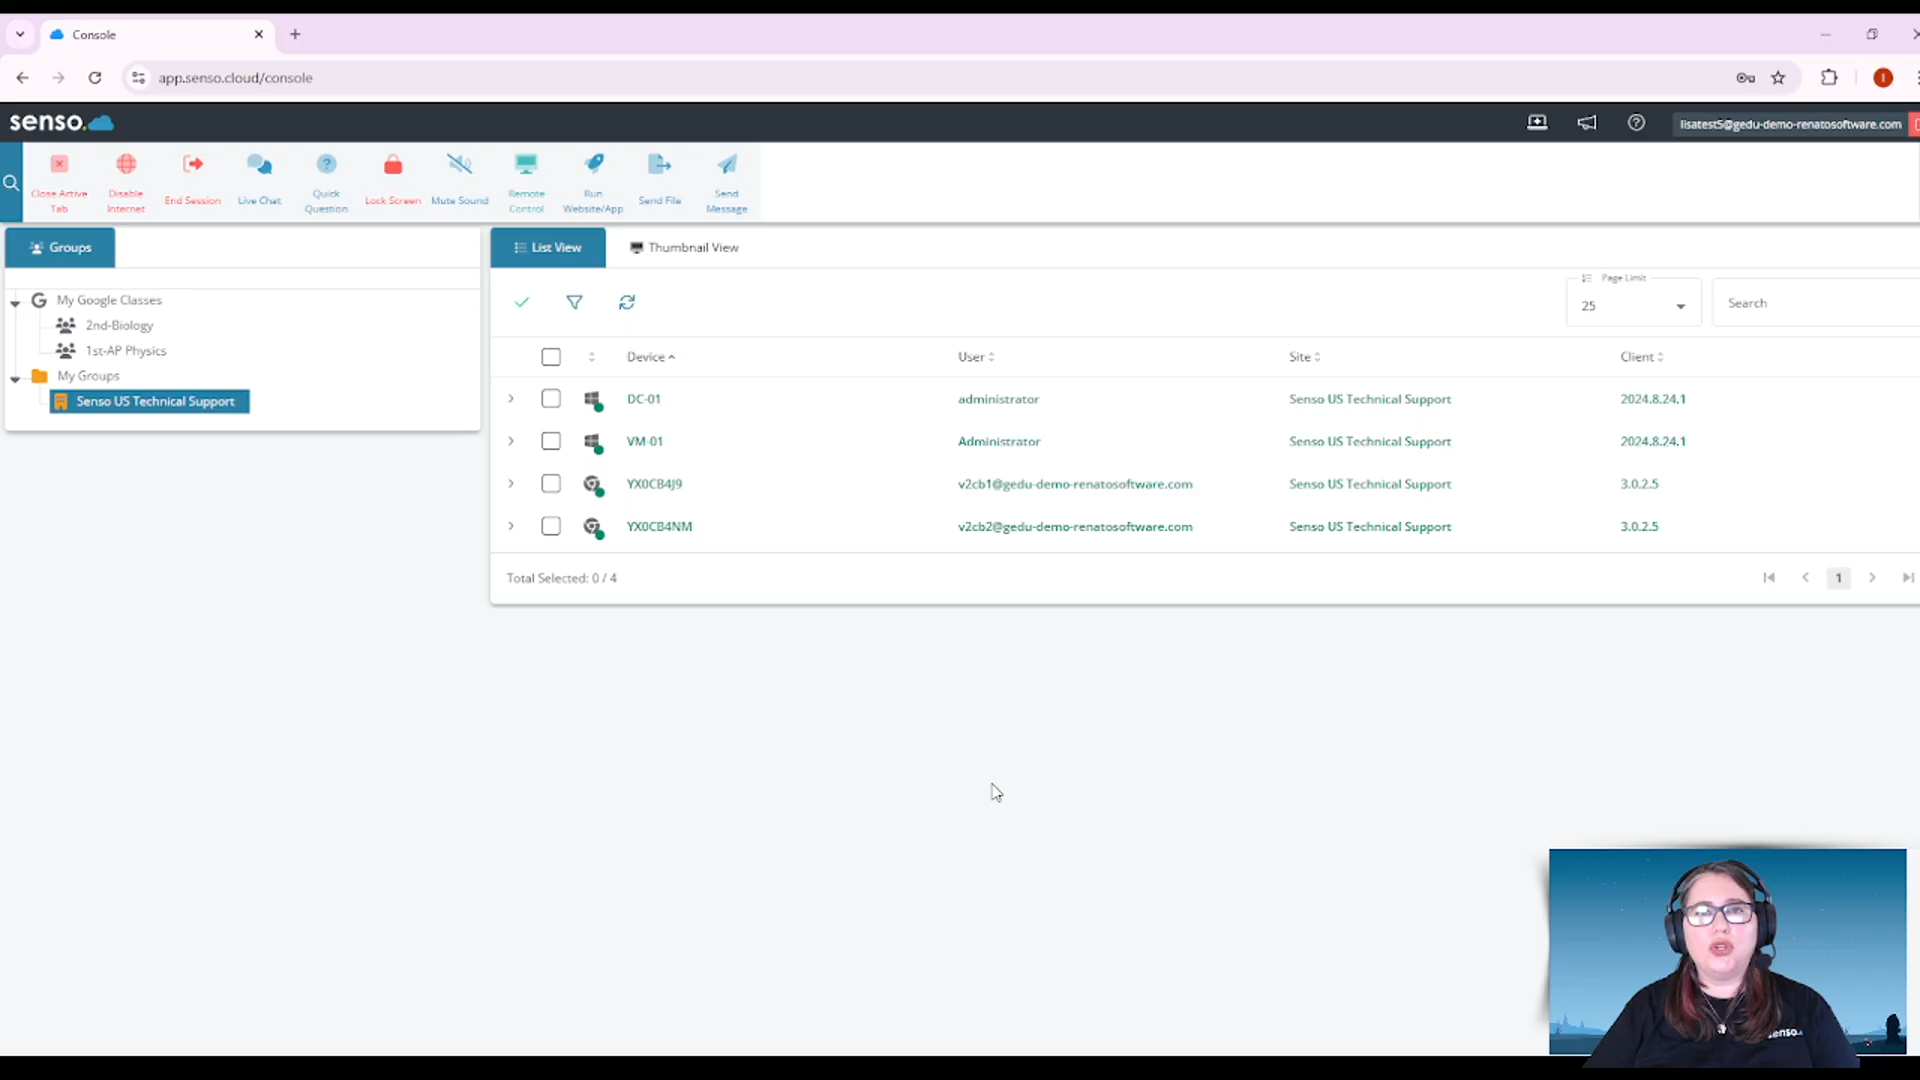 Console
app.senso.cloud/console
senso.
lisatest5@gedu-demo-renatosoftware.com
Close Active Tab
Disable Internet
End Session
Live Chat
Quick Question
Lock Screen
Mute Sound
Remote Control
Run Website/App
Send File
Send Message
Groups
My Google Classes
2nd-Biology
1st-AP Physics
My Groups
Senso US Technical Support
List View
Thumbnail View
Page Limit
25
Search
Device User Site Client
DC-01 administrator Senso US Technical Support 2024.8.24.1
VM-01 Administrator Senso US Technical Support 2024.8.24.1
YX0CB4J9 v2cb1@gedu-demo-renatosoftware.com Senso US Technical Support 3.0.2.5
YX0CB4NM v2cb2@gedu-demo-renatosoftware.com Senso US Technical Support 3.0.2.5
Total Selected: 0 / 4
1
senso.